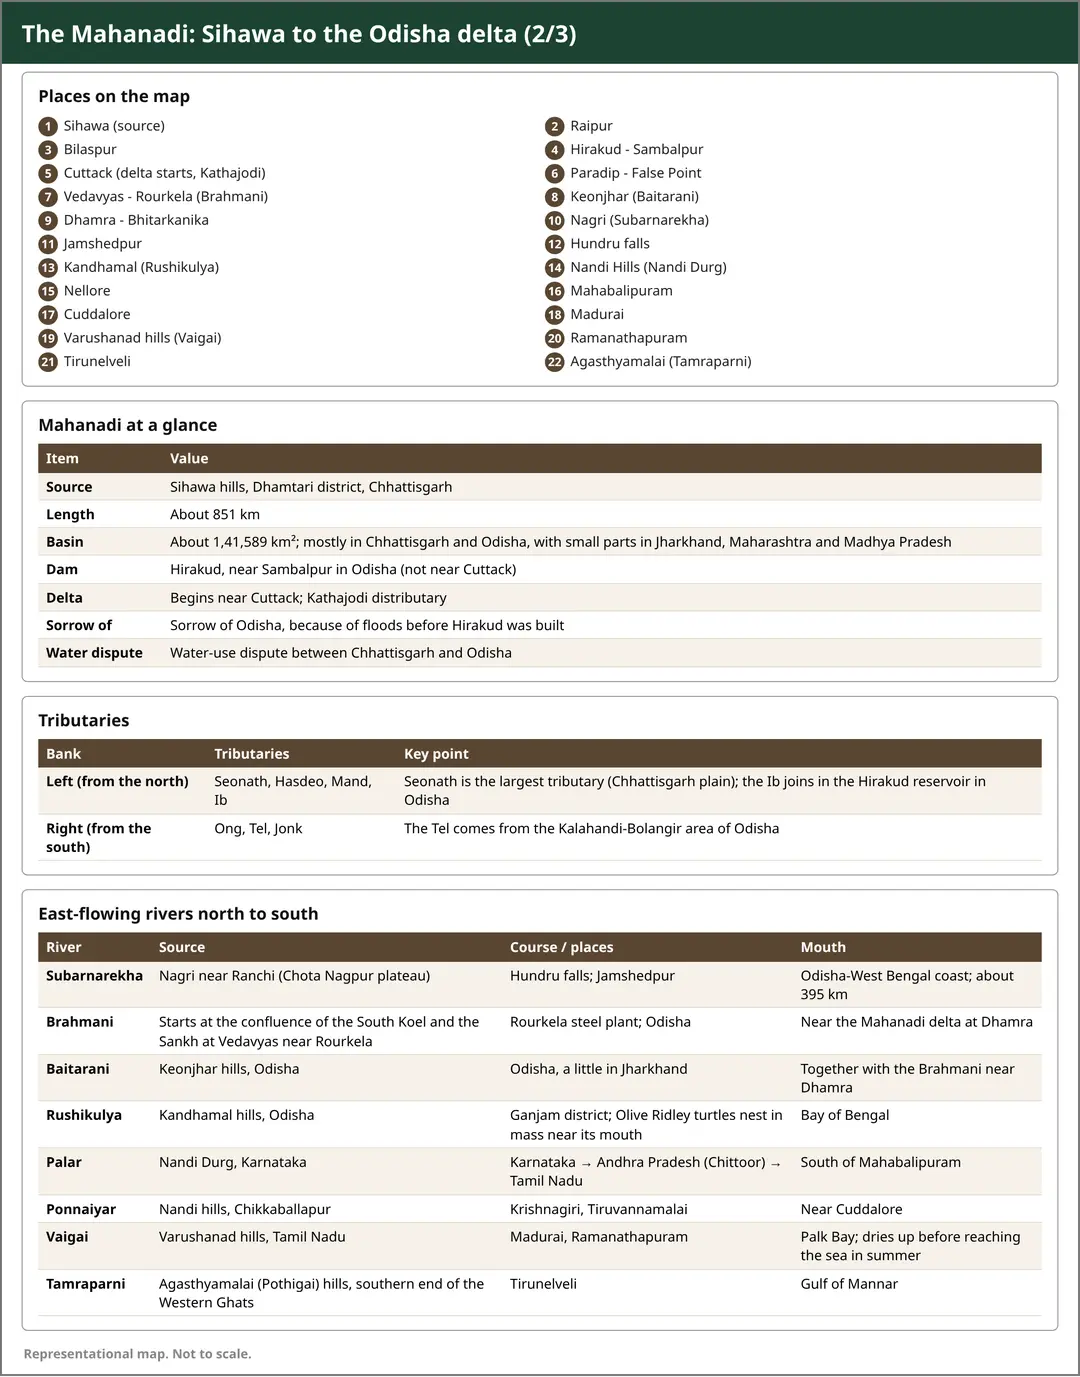 The Mahanadi: Sihawa to the Odisha delta (2/3)
Places on the map
1 Sihawa (source)
2 Raipur
3 Bilaspur
4 Hirakud - Sambalpur
5 Cuttack (delta starts, Kathajodi)
6 Paradip - False Point
7 Vedavyas - Rourkela (Brahmani)
8 Keonjhar (Baitarani)
9 Dhamra - Bhitarkanika
10 Nagri (Subarnarekha)
11 Jamshedpur
12 Hundru falls
13 Kandhamal (Rushikulya)
14 Nandi Hills (Nandi Durg)
15 Nellore
16 Mahabalipuram
17 Cuddalore
18 Madurai
19 Varushanad hills (Vaigai)
20 Ramanathapuram
21 Tirunelveli
22 Agasthyamalai (Tamraparni)
Mahanadi at a glance
Item Value
Source Sihawa hills, Dhamtari district, Chhattisgarh
Length About 851 km
Basin About 1,41,589 km²; mostly in Chhattisgarh and Odisha, with small parts in Jharkhand, Maharashtra and Madhya Pradesh
Dam Hirakud, near Sambalpur in Odisha (not near Cuttack)
Delta Begins near Cuttack; Kathajodi distributary
Sorrow of Sorrow of Odisha, because of floods before Hirakud was built
Water dispute Water-use dispute between Chhattisgarh and Odisha
Tributaries
Bank Tributaries Key point
Left (from the north) Seonath, Hasdeo, Mand, Seonath is the largest tributary (Chhattisgarh plain); the Ib joins in the Hirakud reservoir in
Ib Odisha
Right (from the Ong, Tel, Jonk The Tel comes from the Kalahandi-Bolangir area of Odisha
south)
East-flowing rivers north to south
River Source Course / places Mouth
Subarnarekha Nagri near Ranchi (Chota Nagpur plateau) Hundru falls; Jamshedpur Odisha-West Bengal coast; about
395 km
Brahmani Starts at the confluence of the South Koel and the Rourkela steel plant; Odisha Near the Mahanadi delta at Dhamra
Sankh at Vedavyas near Rourkela
Baitarani Keonjhar hills, Odisha Odisha, a little in Jharkhand Together with the Brahmani near
Dhamra
Rushikulya Kandhamal hills, Odisha Ganjam district; Olive Ridley turtles nest in Bay of Bengal
mass near its mouth
Palar Nandi Durg, Karnataka Karnataka → Andhra Pradesh (Chittoor) → South of Mahabalipuram
Tamil Nadu
Ponnaiyar Nandi hills, Chikkaballapur Krishnagiri, Tiruvannamalai Near Cuddalore
Vaigai Varushanad hills, Tamil Nadu Madurai, Ramanathapuram Palk Bay; dries up before reaching
the sea in summer
Tamraparni Agasthyamalai (Pothigai) hills, southern end of the Tirunelveli Gulf of Mannar
Western Ghats
Representational map. Not to scale.